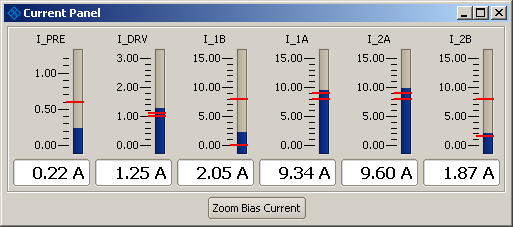 Current Panel
I_PRE I_DRV I_1B I_1A I_2A I_2B
3.00 15.00 15.00 15.00 15.00
1.00 2.00 10.00 10.00 10.00 10.00
0.50 1.00 5.00 5.00 5.00 5.00
0.00 0.00 0.00 0.00 0.00 0.00
0.22 A 1.25 A 2.05 A 9.34 A 9.60 A 1.87 A
Zoom Bias Current